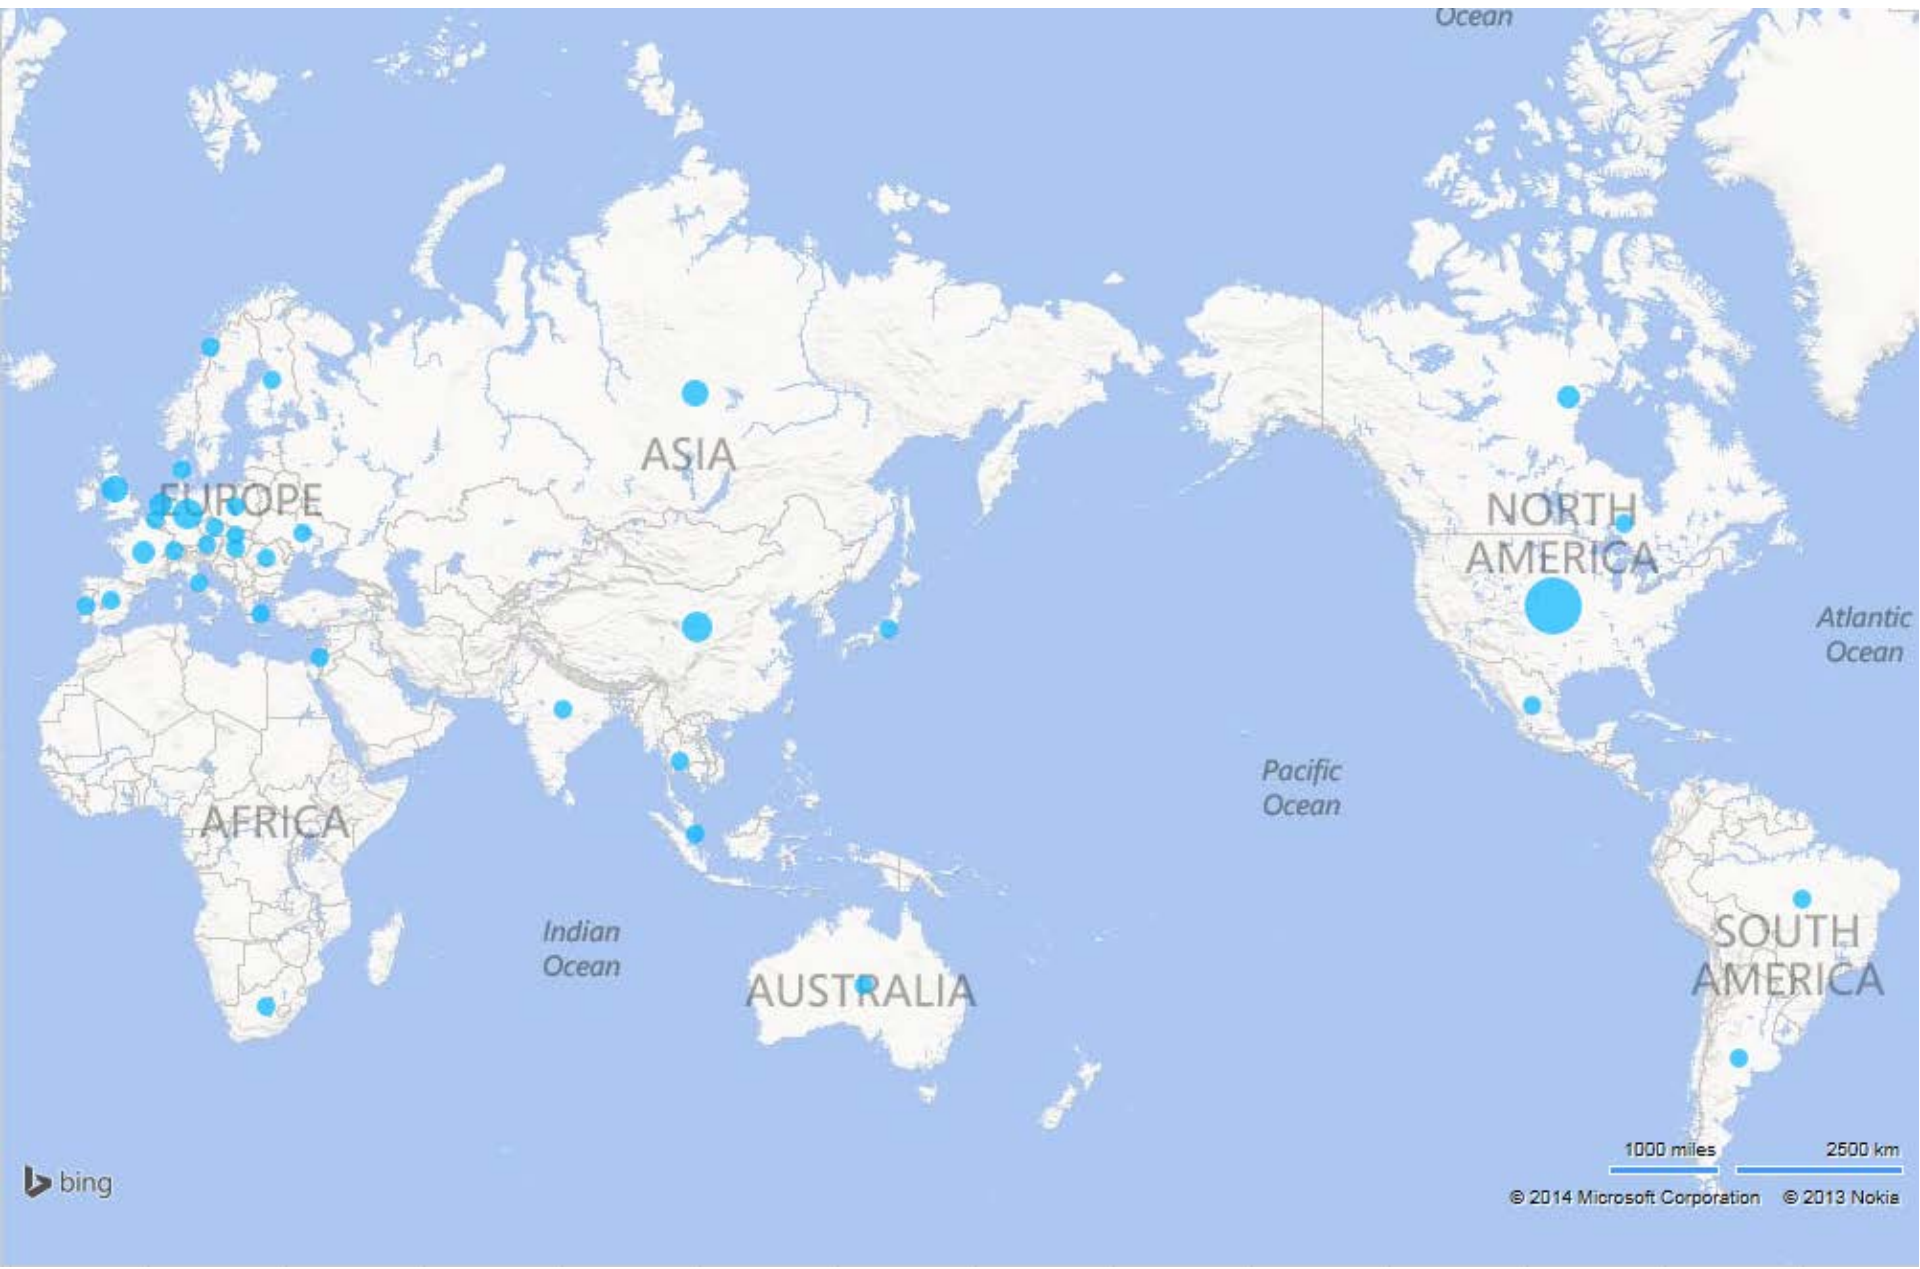 Ocean
ASIA
EUROPE
NORTH
AMERICA
Atlantic
Ocean
Pacific
Ocean
AFRICA
Indian
Ocean
SOUTH
AMERICA
AUSTRALIA
1000 miles 2500 km
bing
© 2014 Microsoft Corporation © 2013 Nokia